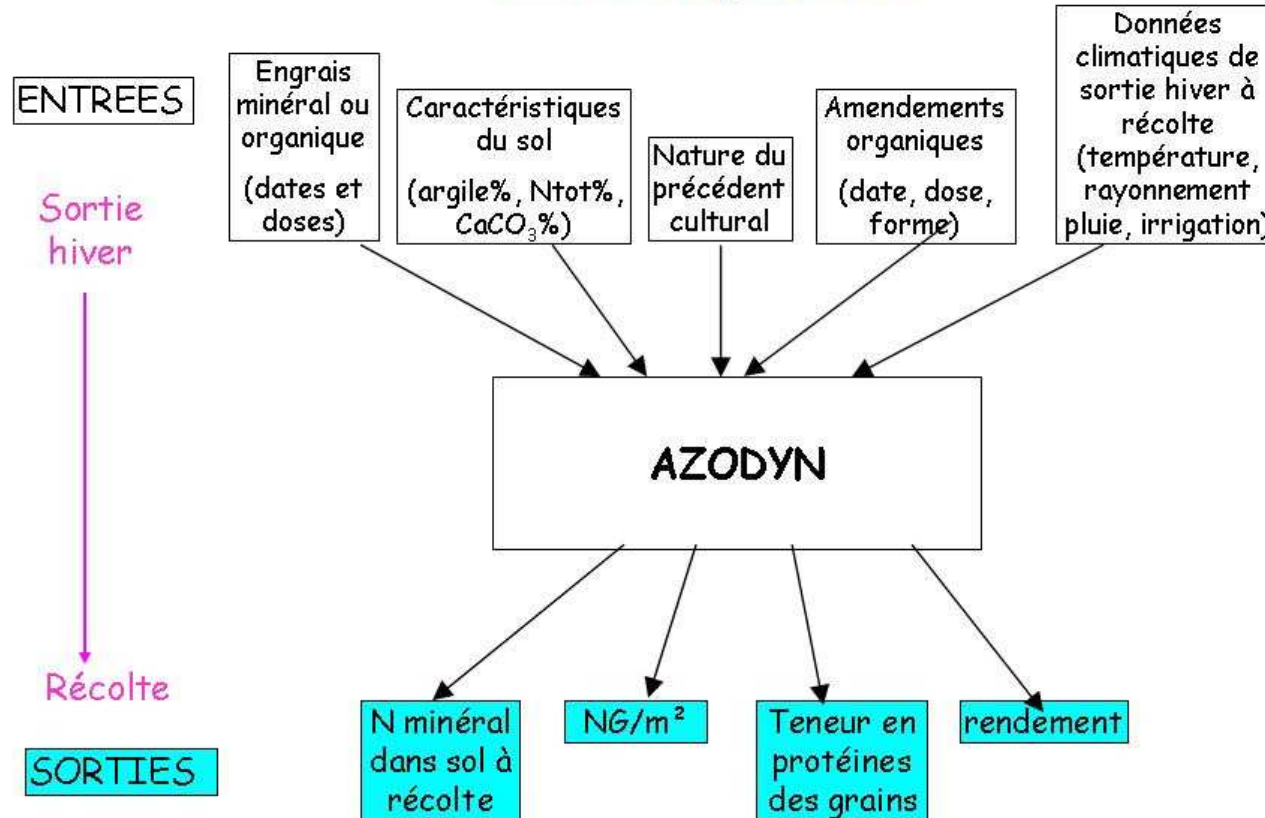 ENTREES
Engrais
minéral ou
organique
(dates et
doses)
Caractéristiques
du sol
(argile%, Ntot%,
CaCO₃%)
Nature du
précédent
cultural
Amendements
organiques
(date, dose,
forme)
Données
climatiques de
sortie hiver à
récolte
(température,
rayonnement
pluie, irrigation)
Sortie
hiver
AZODYN
Récolte
SORTIES
N minéral
dans sol à
récolte
NG/m²
Teneur en
protéines
des grains
rendement